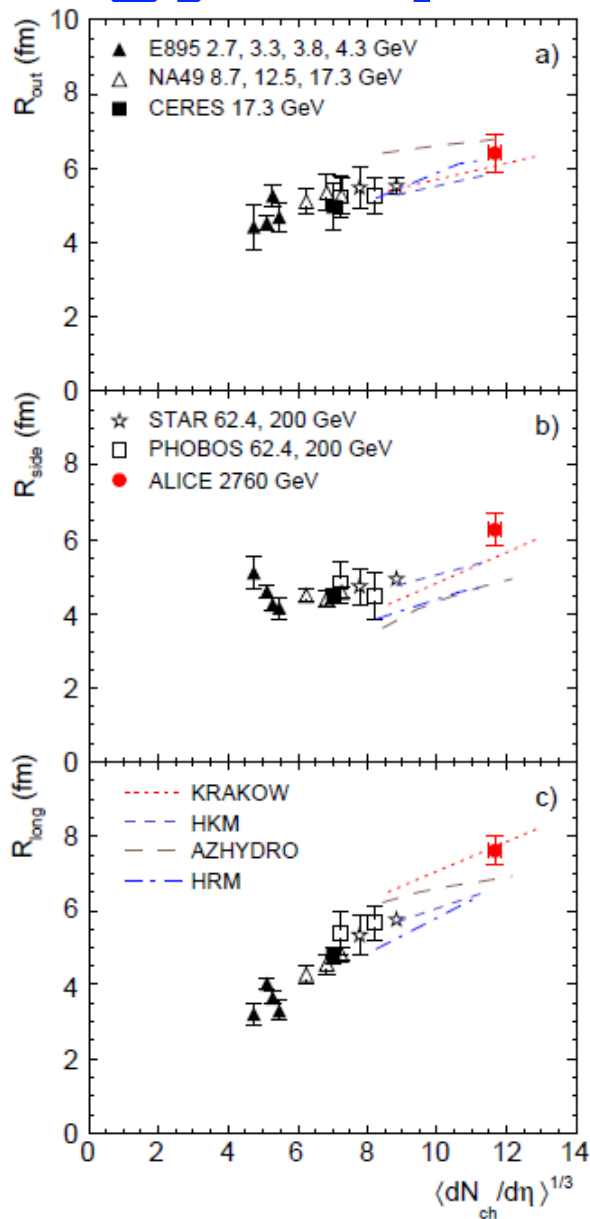 10
R_out (fm)
▲ E895 2.7, 3.3, 3.8, 4.3 GeV
△ NA49 8.7, 12.5, 17.3 GeV
■ CERES 17.3 GeV
a)
8
6
4
2
0
R_side (fm)
☆ STAR 62.4, 200 GeV
□ PHOBOS 62.4, 200 GeV
● ALICE 2760 GeV
b)
8
6
4
2
0
R_long (fm)
KRAKOW
HKM
AZHYDRO
HRM
c)
8
6
4
2
0
0 2 4 6 8 10 12 14
⟨dN_ch/dη⟩^1/3